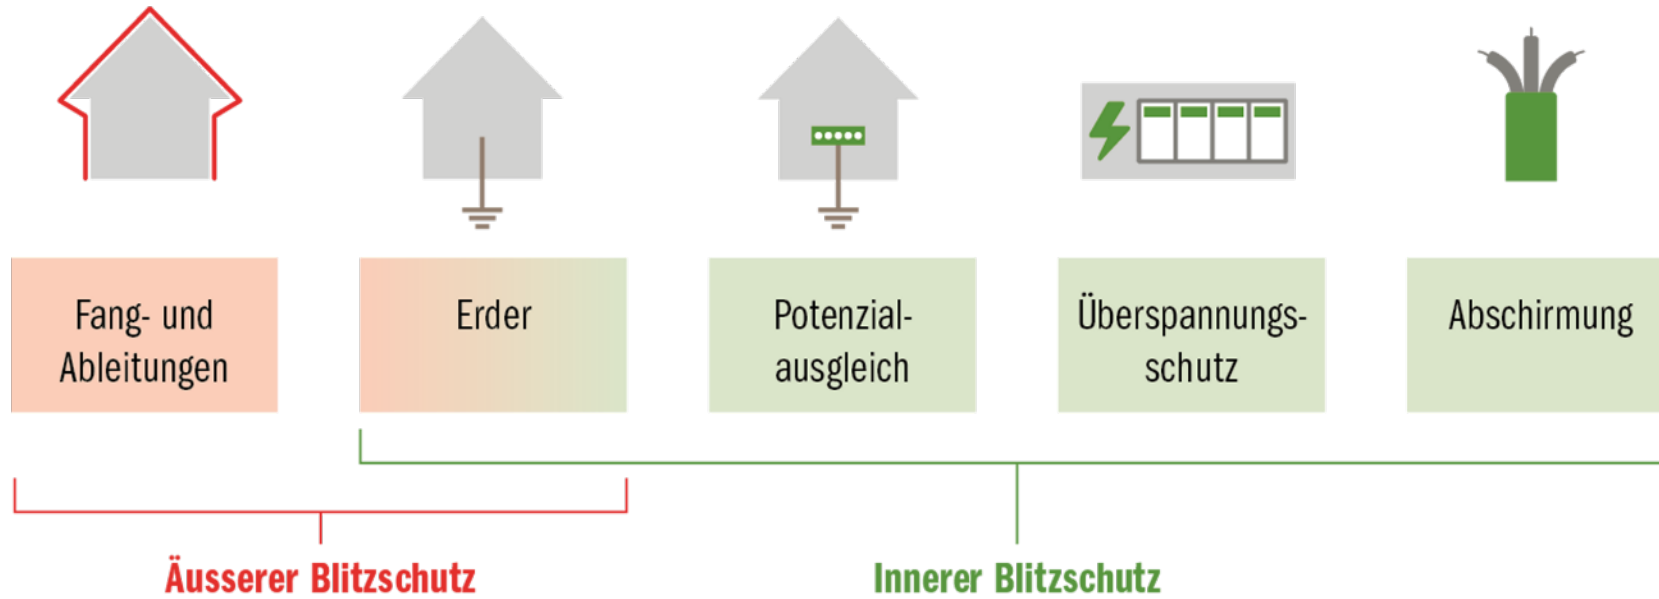 Fang- und
Ableitungen
Erder
Potenzial-
ausgleich
Überspannungs-
schutz
Abschirmung
Äusserer Blitzschutz
Innerer Blitzschutz